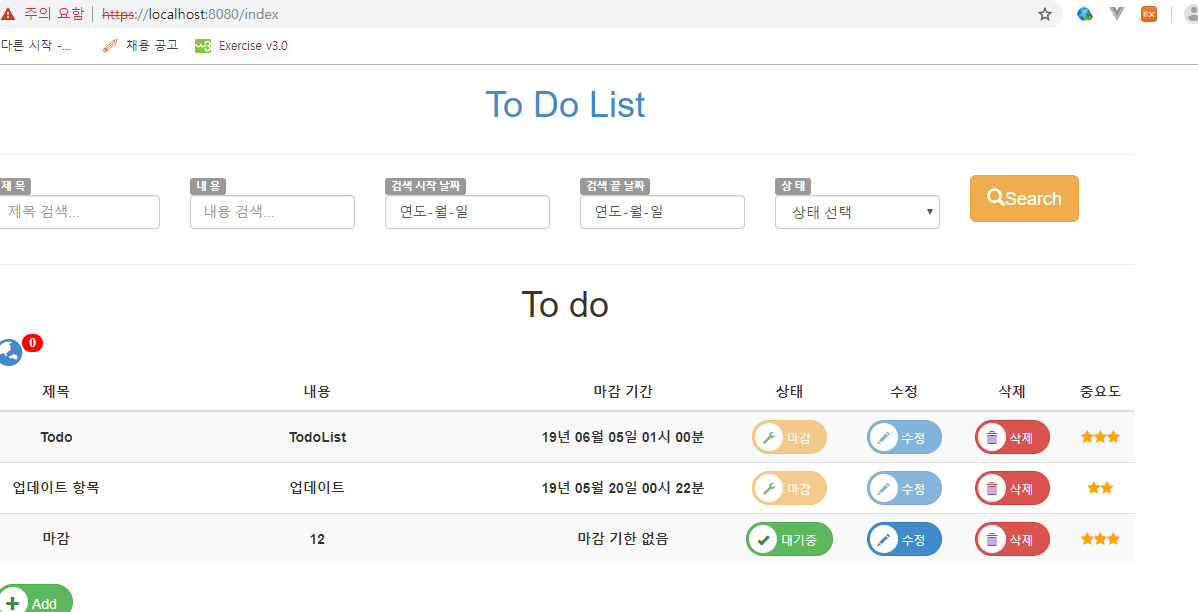 주의 요함 | https://localhost:8080/index
다른 시작 -... 채용 공고 Exercise v3.0
To Do List
제 목 내 용 검색 시작 날짜 검색 끝 날짜 상 태
제목 검색... 내용 검색... 연도-월-일 연도-월-일 상태 선택 Search
To do
0
제목 내용 마감 기간 상태 수정 삭제 중요도
Todo TodoList 19년 06월 05일 01시 00분 마감 수정 삭제
업데이트 항목 업데이트 19년 05월 20일 00시 22분 마감 수정 삭제
마감 12 마감 기한 없음 대기중 수정 삭제
Add